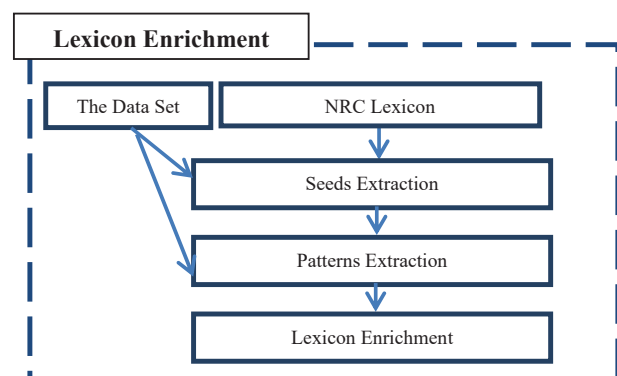 Lexicon Enrichment
The Data Set
NRC Lexicon
Seeds Extraction
Patterns Extraction
Lexicon Enrichment